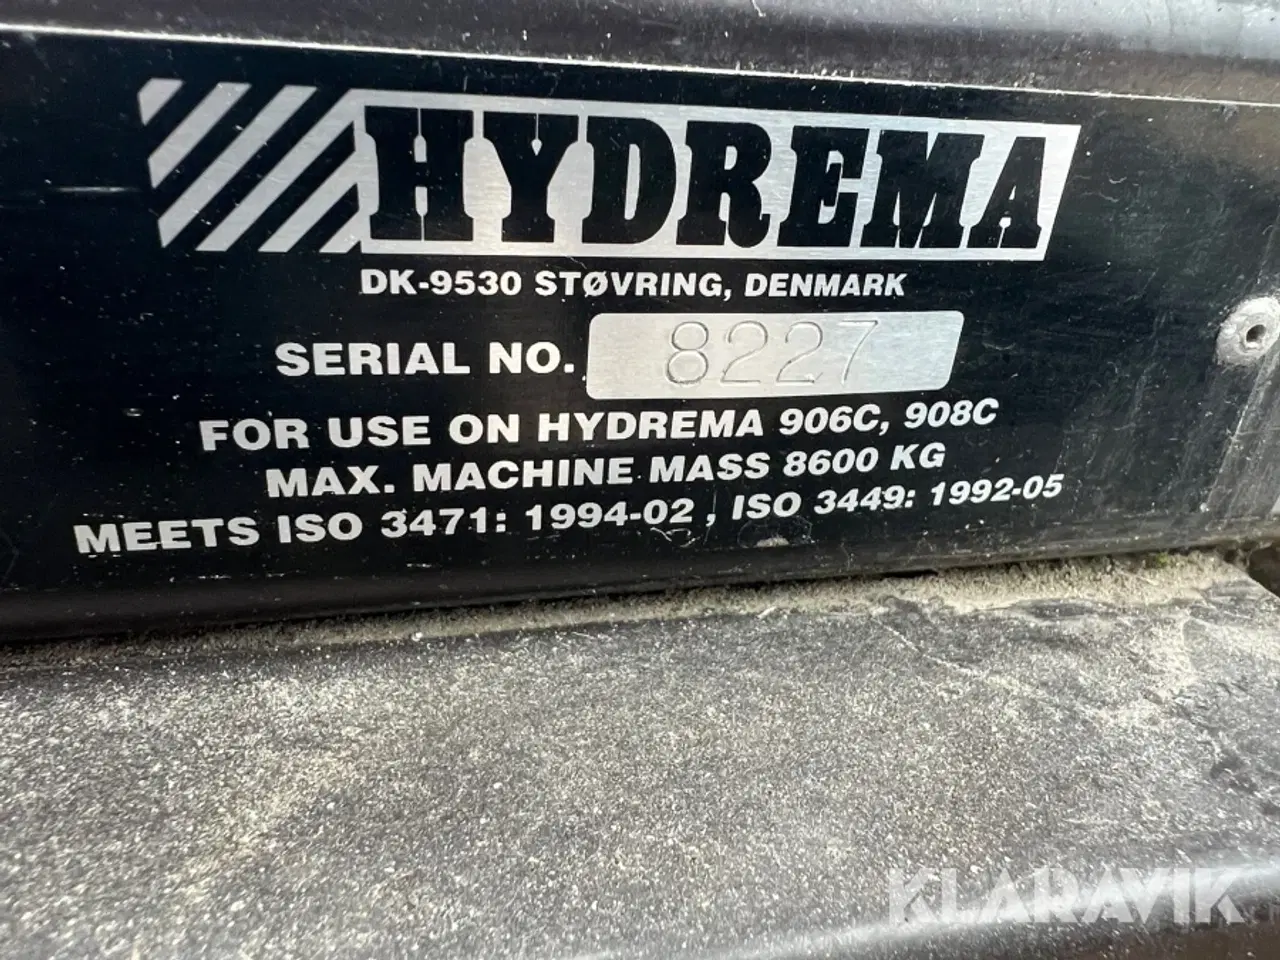 HYDREMA
DK-9530 STØVRING, DENMARK
SERIAL NO. 8227
FOR USE ON HYDREMA 906C, 908C
MAX. MACHINE MASS 8600 KG
MEETS ISO 3471: 1994-02 , ISO 3449: 1992-05
KLARAVIK